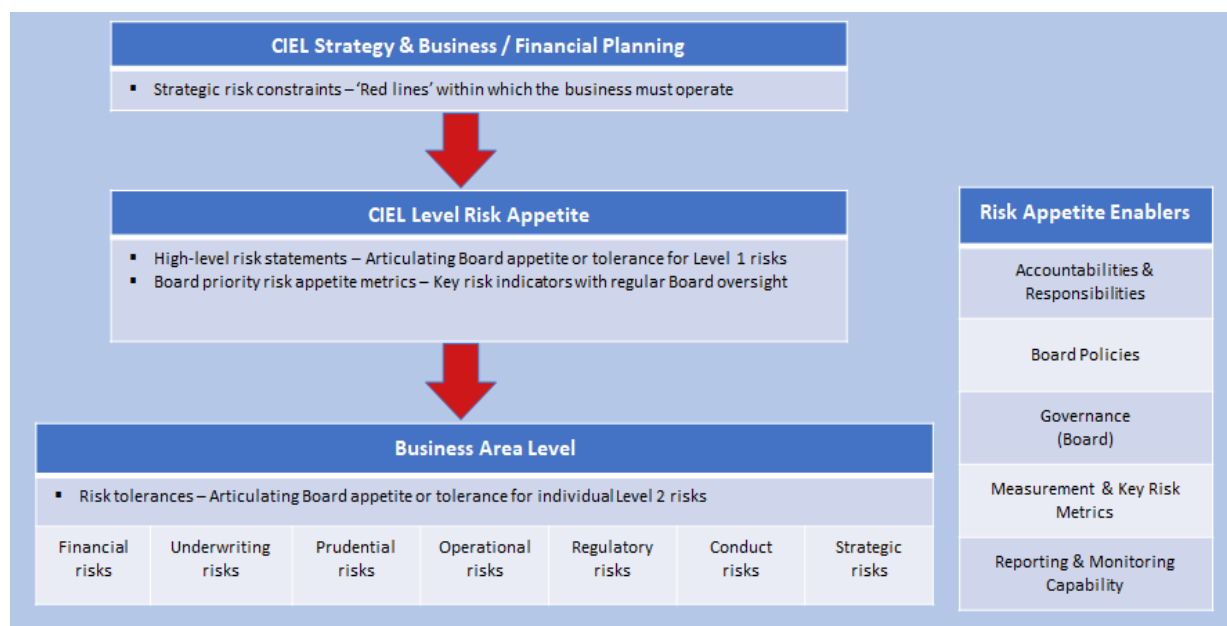 CIEL Strategy & Business / Financial Planning
▪ Strategic risk constraints – 'Red lines' within which the business must operate
CIEL Level Risk Appetite
▪ High-level risk statements – Articulating Board appetite or tolerance for Level 1 risks
▪ Board priority risk appetite metrics – Key risk indicators with regular Board oversight
Business Area Level
▪ Risk tolerances – Articulating Board appetite or tolerance for individual Level 2 risks
Financial
risks
Underwriting
risks
Prudential
risks
Operational
risks
Regulatory
risks
Conduct
risks
Strategic
risks
Risk Appetite Enablers
Accountabilities &
Responsibilities
Board Policies
Governance
(Board)
Measurement & Key Risk
Metrics
Reporting & Monitoring
Capability